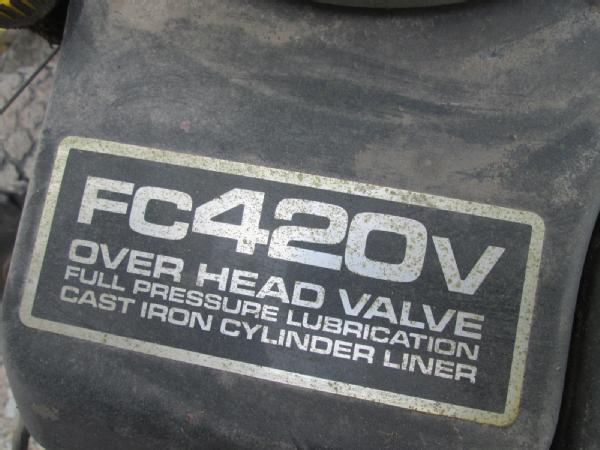 FC420V
OVER HEAD VALVE
FULL PRESSURE LUBRICATION
CAST IRON CYLINDER LINER